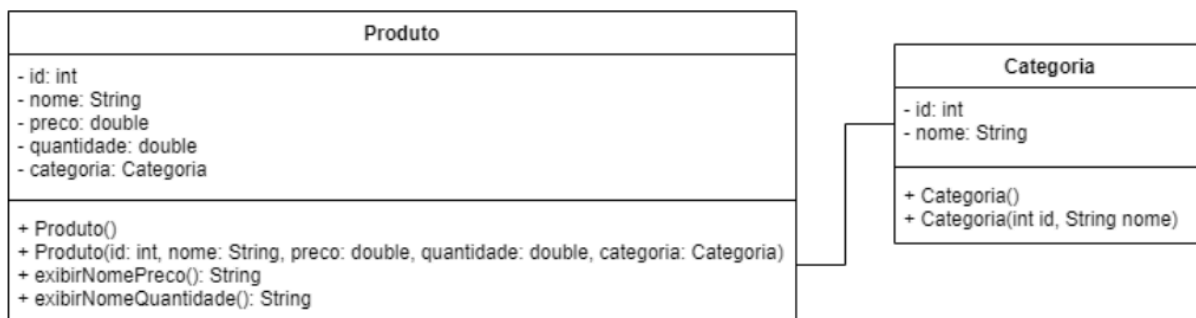 Produto
- id: int
- nome: String
- preco: double
- quantidade: double
- categoria: Categoria
+ Produto()
+ Produto(id: int, nome: String, preco: double, quantidade: double, categoria: Categoria)
+ exibirNomePreco(): String
+ exibirNomeQuantidade(): String
Categoria
- id: int
- nome: String
+ Categoria()
+ Categoria(int id, String nome)